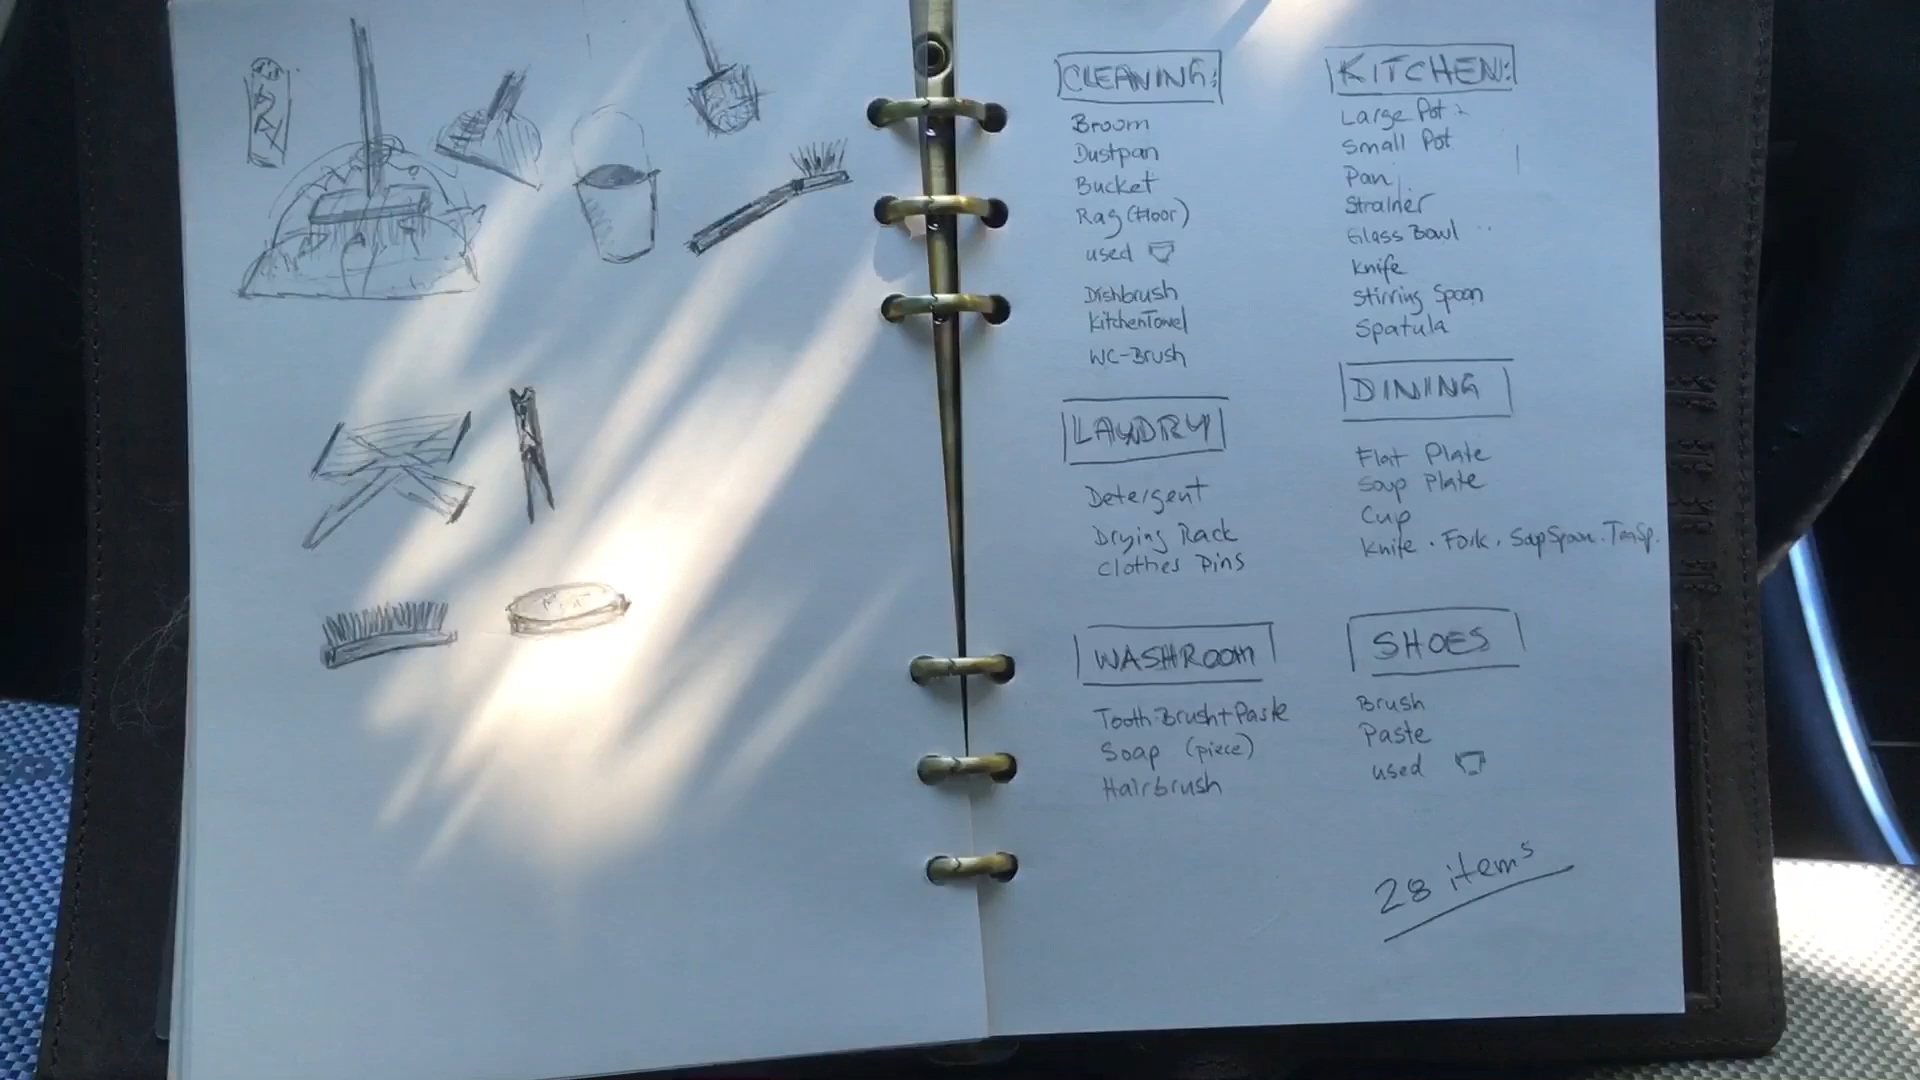 CLEANING:
Broom
Dustpan
Bucket
Rag (Floor)
used
Dishbrush
KitchenTowel
WC-Brush
LAUDRY
Detergent
Drying Rack
Clothes Pins
WASHROOM
Tooth-Brush+Paste
Soap (piece)
Hairbrush
KITCHEN:
Large Pot
Small Pot
Pan
Strainer
Glass Bowl
Knife
Stirring Spoon
Spatula
DINING
Flat Plate
Soup Plate
Cup
Knife . Fork . SoupSpoon . TeaSp.
SHOES
Brush
Paste
used
28 items